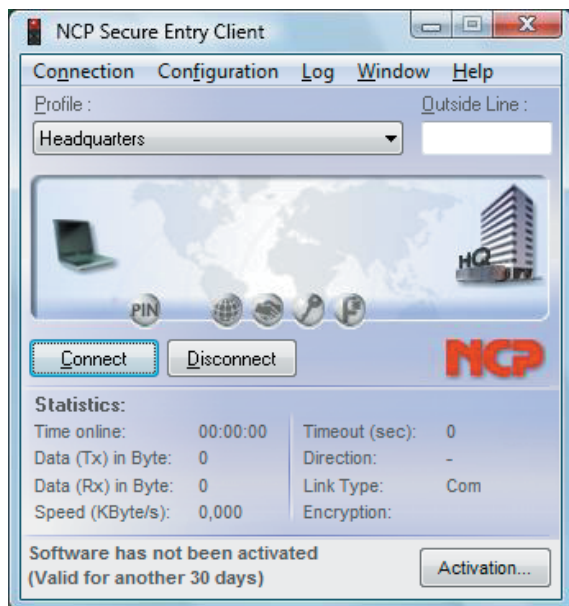 NCP Secure Entry Client
Connection Configuration Log Window Help
Profile : Outside Line :
Headquarters
HQ
PIN
Connect Disconnect NCP
Statistics:
Time online: 00:00:00 Timeout (sec): 0
Data (Tx) in Byte: 0 Direction: -
Data (Rx) in Byte: 0 Link Type: Com
Speed (KByte/s): 0,000 Encryption:
Software has not been activated
(Valid for another 30 days) Activation...